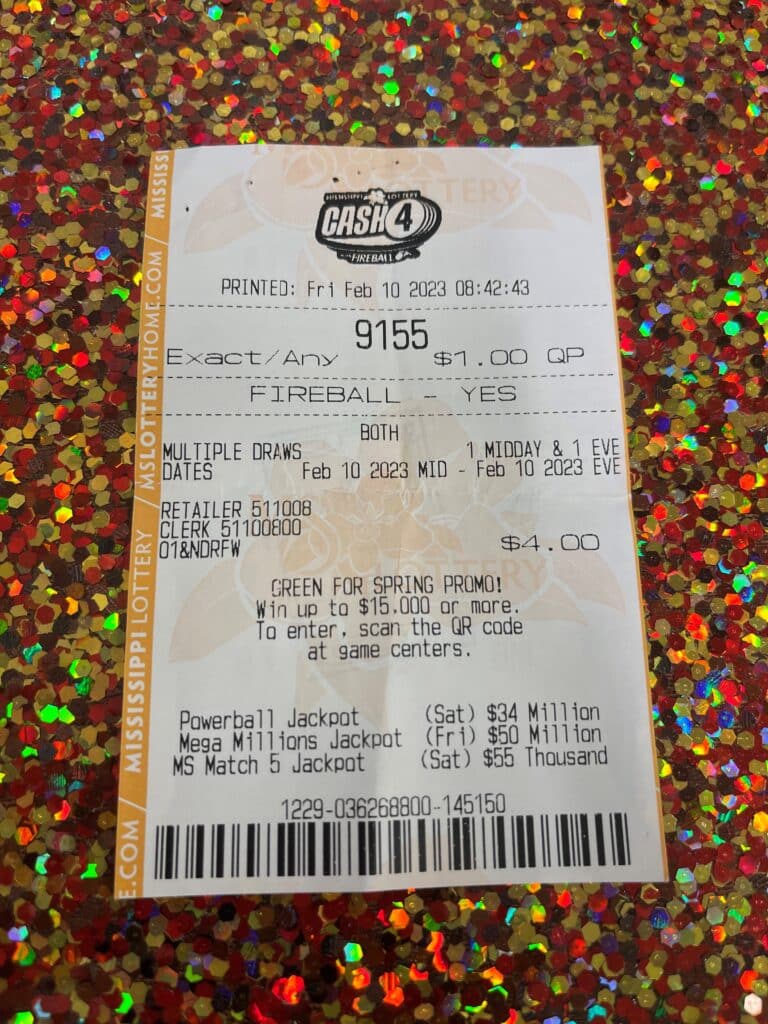 MISSISSIPPI LOTTERY
CASH 4
FIREBALL
PRINTED: Fri Feb 10 2023 08:42:43
9155
Exact/Any $1.00 QP
FIREBALL - YES
BOTH
MULTIPLE DRAWS 1 MIDDAY & 1 EVE
DATES Feb 10 2023 MID - Feb 10 2023 EVE
RETAILER 511008
CLERK 51100800
01&NDRFW $4.00
GREEN FOR SPRING PROMO!
Win up to $15,000 or more.
To enter, scan the QR code
at game centers.
Powerball Jackpot (Sat) $34 Million
Mega Millions Jackpot (Fri) $50 Million
MS Match 5 Jackpot (Sat) $55 Thousand
1229-036268800-145150
E.COM / MISSISSIPPI LOTTERY / MSLOTTERYHOME.COM / MISSISS
LOTTERY
LOTTERY